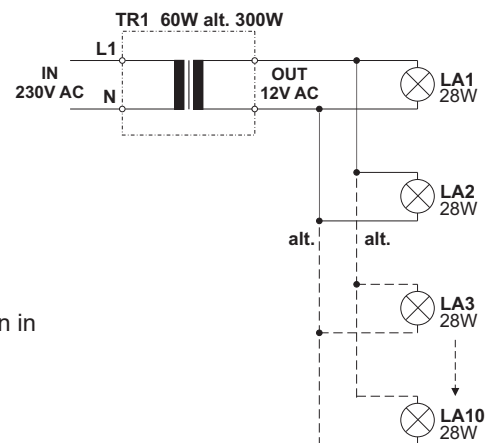 TR1 60W alt. 300W
L1
IN
230V AC
N
OUT
12V AC
LA1
28W
LA2
28W
alt.
alt.
LA3
28W
n in
LA10
28W